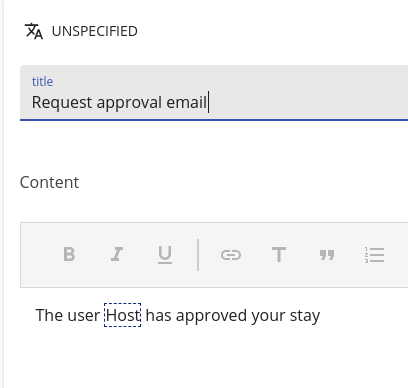 UNSPECIFIED
title
Request approval email
Content
B I U T
The user Host has approved your stay